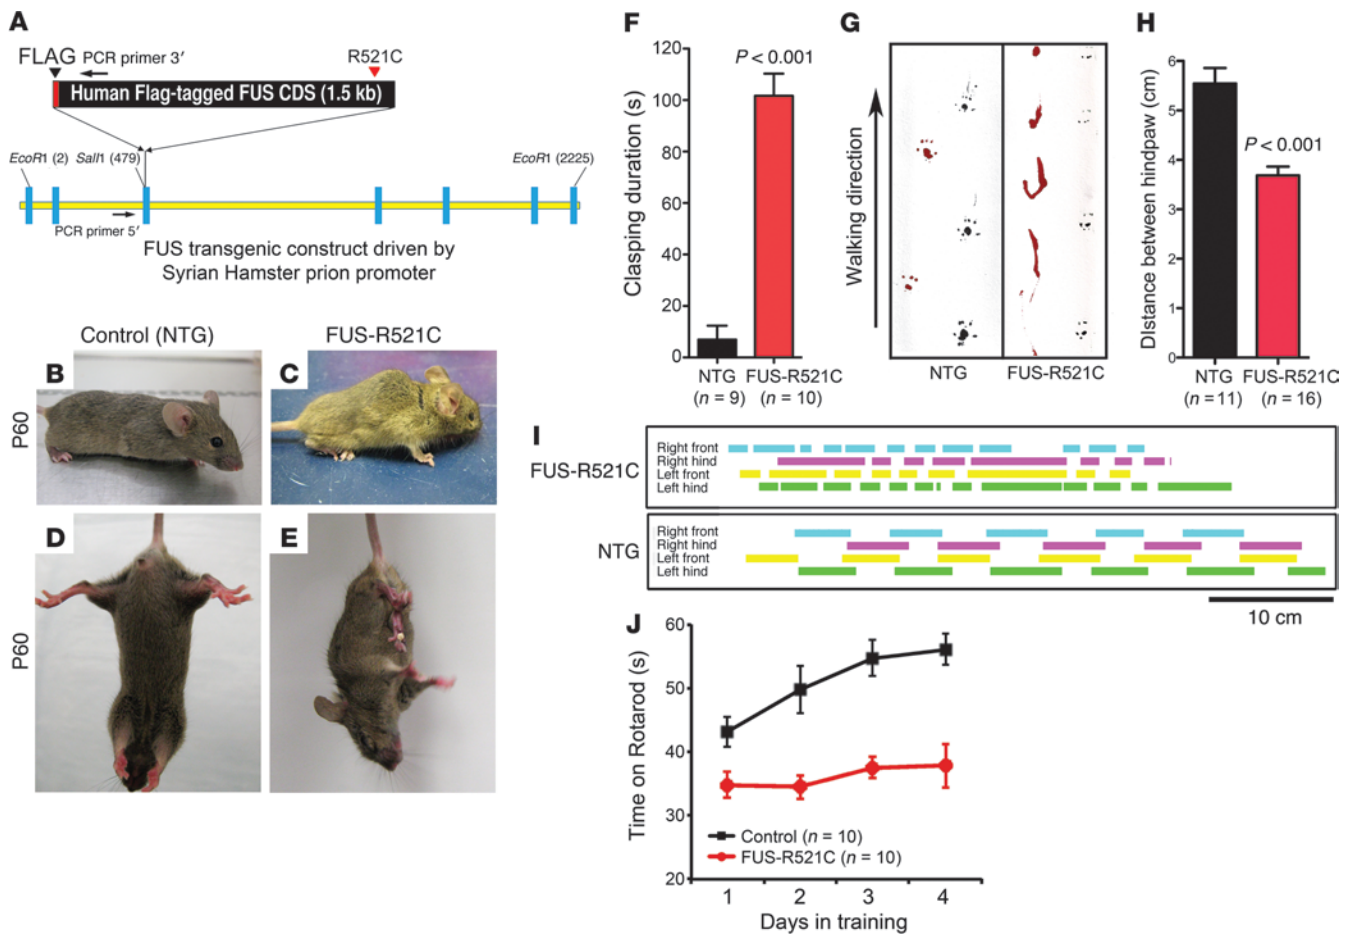 A
FLAG
PCR primer 3′
R521C
Human Flag-tagged FUS CDS (1.5 kb)
EcoR1 (2)
SalI1 (479)
EcoR1 (2225)
PCR primer 5′
FUS transgenic construct driven by
Syrian Hamster prion promoter
Control (NTG)
FUS-R521C
B
C
P60
D
E
P60
F
Clasping duration (s)
120
100
80
60
40
20
0
P < 0.001
NTG
(n = 9)
FUS-R521C
(n = 10)
G
Walking direction
NTG
FUS-R521C
H
Distance between hindpaw (cm)
6
5
4
3
2
1
0
P < 0.001
NTG
(n = 11)
FUS-R521C
(n = 16)
I
FUS-R521C
Right front
Right hind
Left front
Left hind
NTG
Right front
Right hind
Left front
Left hind
10 cm
J
Time on Rotarod (s)
60
50
40
30
20
Control (n = 10)
FUS-R521C (n = 10)
1 2 3 4
Days in training